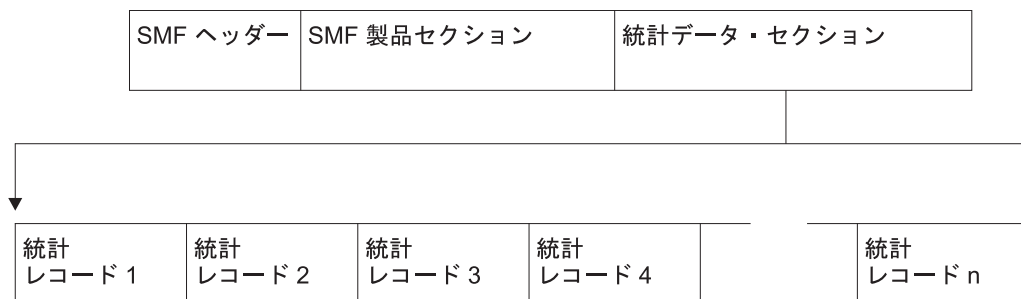 SMF ヘッダー
SMF 製品セクション
統計データ・セクション
統計
レコード 1
統計
レコード 2
統計
レコード 3
統計
レコード 4
統計
レコード n